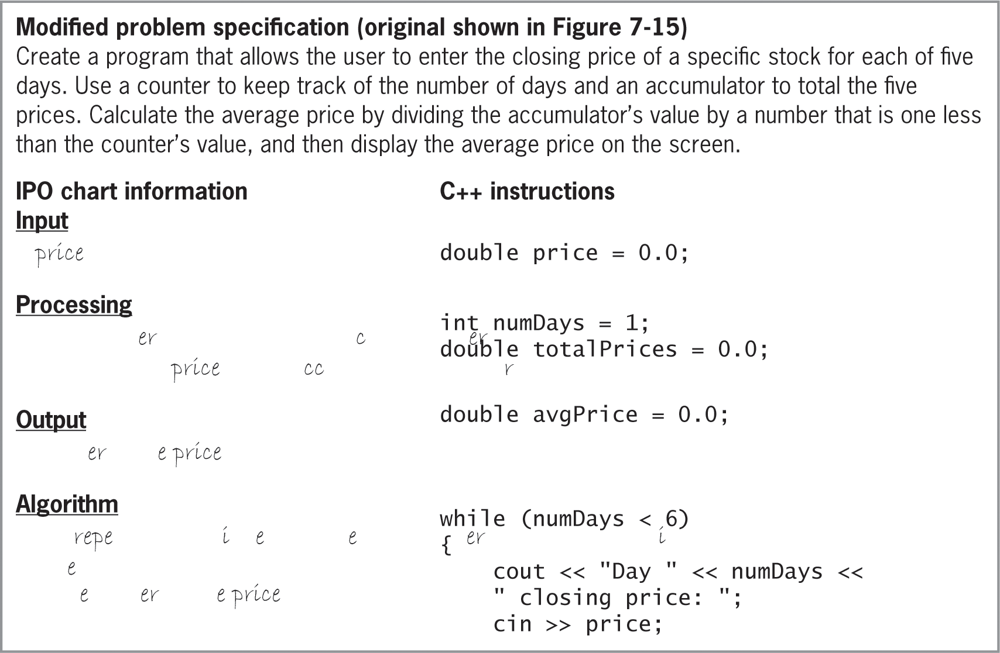 Modified problem specification (original shown in Figure 7-15)
Create a program that allows the user to enter the closing price of a specific stock for each of five
days. Use a counter to keep track of the number of days and an accumulator to total the five
prices. Calculate the average price by dividing the accumulator’s value by a number that is one less
than the counter’s value, and then display the average price on the screen.
IPO chart information
Input
price
Processing
er c er
price cc r
Output
er e price
Algorithm
repe i e e er i
e
e er e price
C++ instructions
double price = 0.0;
int numDays = 1;
double totalPrices = 0.0;
double avgPrice = 0.0;
while (numDays < 6)
{
cout << "Day " << numDays <<
" closing price: ";
cin >> price;